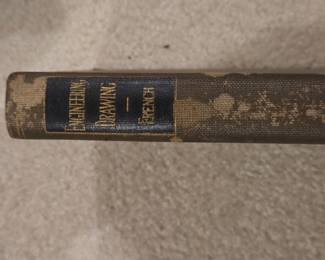 ENGINEERING
DRAWING
—
FRENCH